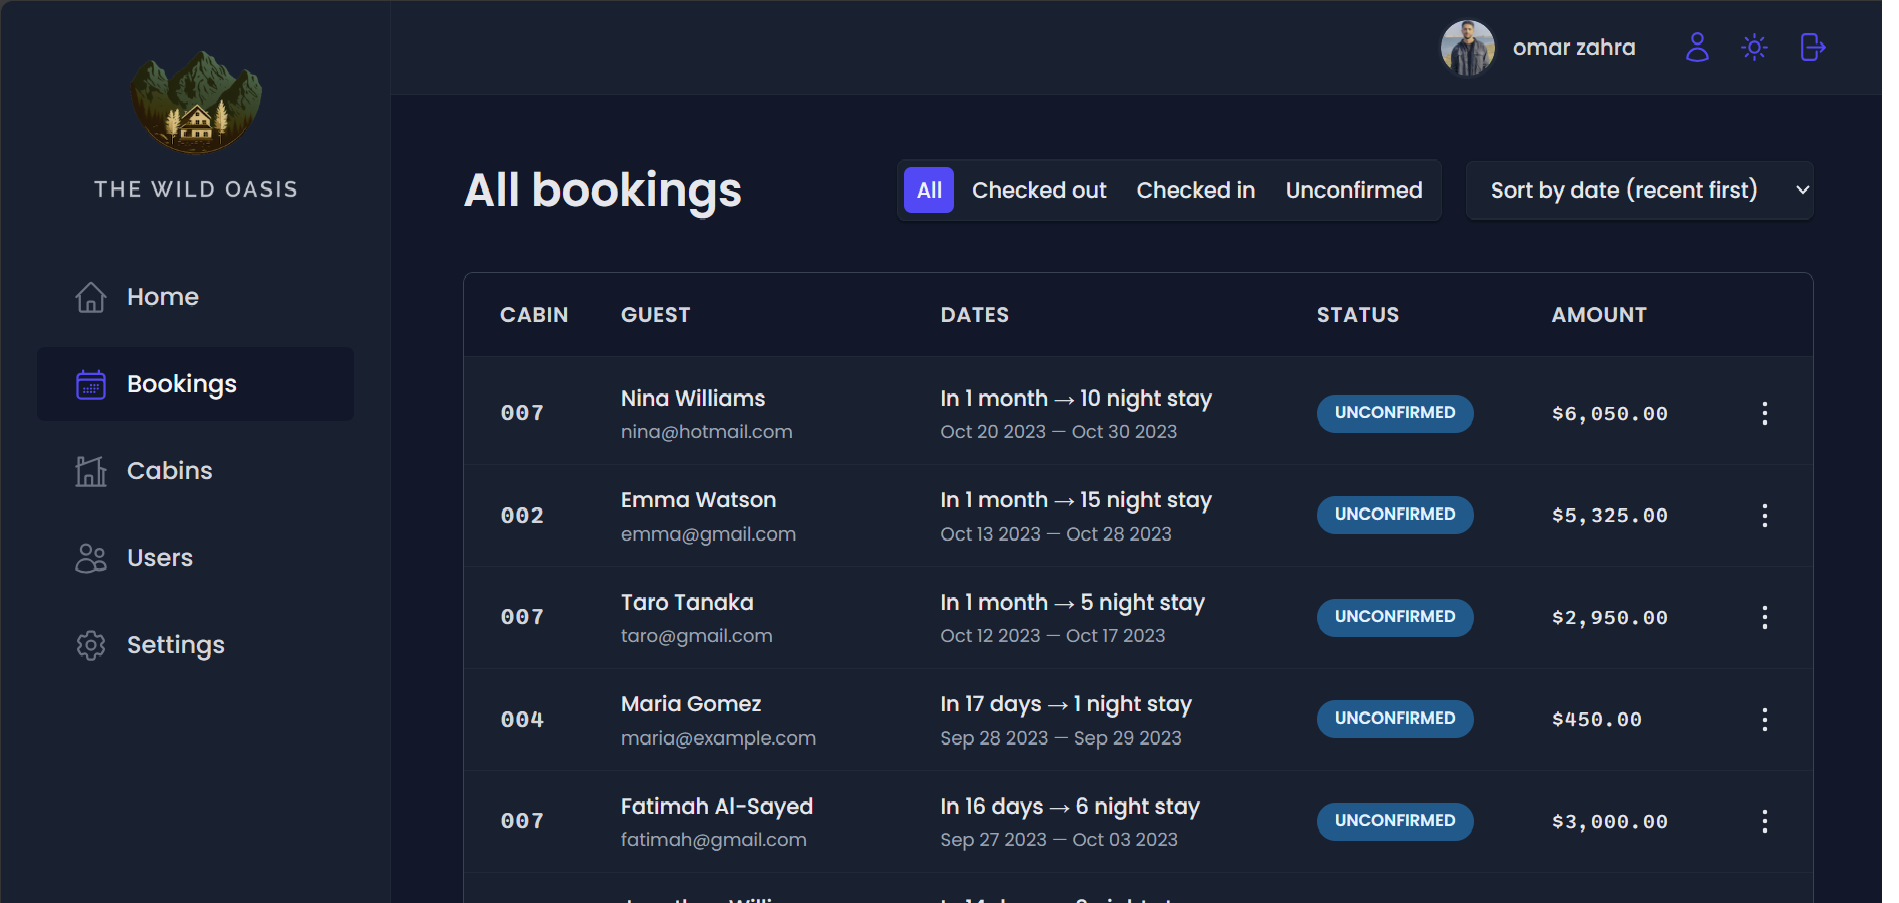 THE WILD OASIS
Home
Bookings
Cabins
Users
Settings
omar zahra
All bookings
All Checked out Checked in Unconfirmed
Sort by date (recent first)
CABIN GUEST DATES STATUS AMOUNT
007 Nina Williams In 1 month → 10 night stay UNCONFIRMED $6,050.00
nina@hotmail.com Oct 20 2023 — Oct 30 2023
002 Emma Watson In 1 month → 15 night stay UNCONFIRMED $5,325.00
emma@gmail.com Oct 13 2023 — Oct 28 2023
007 Taro Tanaka In 1 month → 5 night stay UNCONFIRMED $2,950.00
taro@gmail.com Oct 12 2023 — Oct 17 2023
004 Maria Gomez In 17 days → 1 night stay UNCONFIRMED $450.00
maria@example.com Sep 28 2023 — Sep 29 2023
007 Fatimah Al-Sayed In 16 days → 6 night stay UNCONFIRMED $3,000.00
fatimah@gmail.com Sep 27 2023 — Oct 03 2023